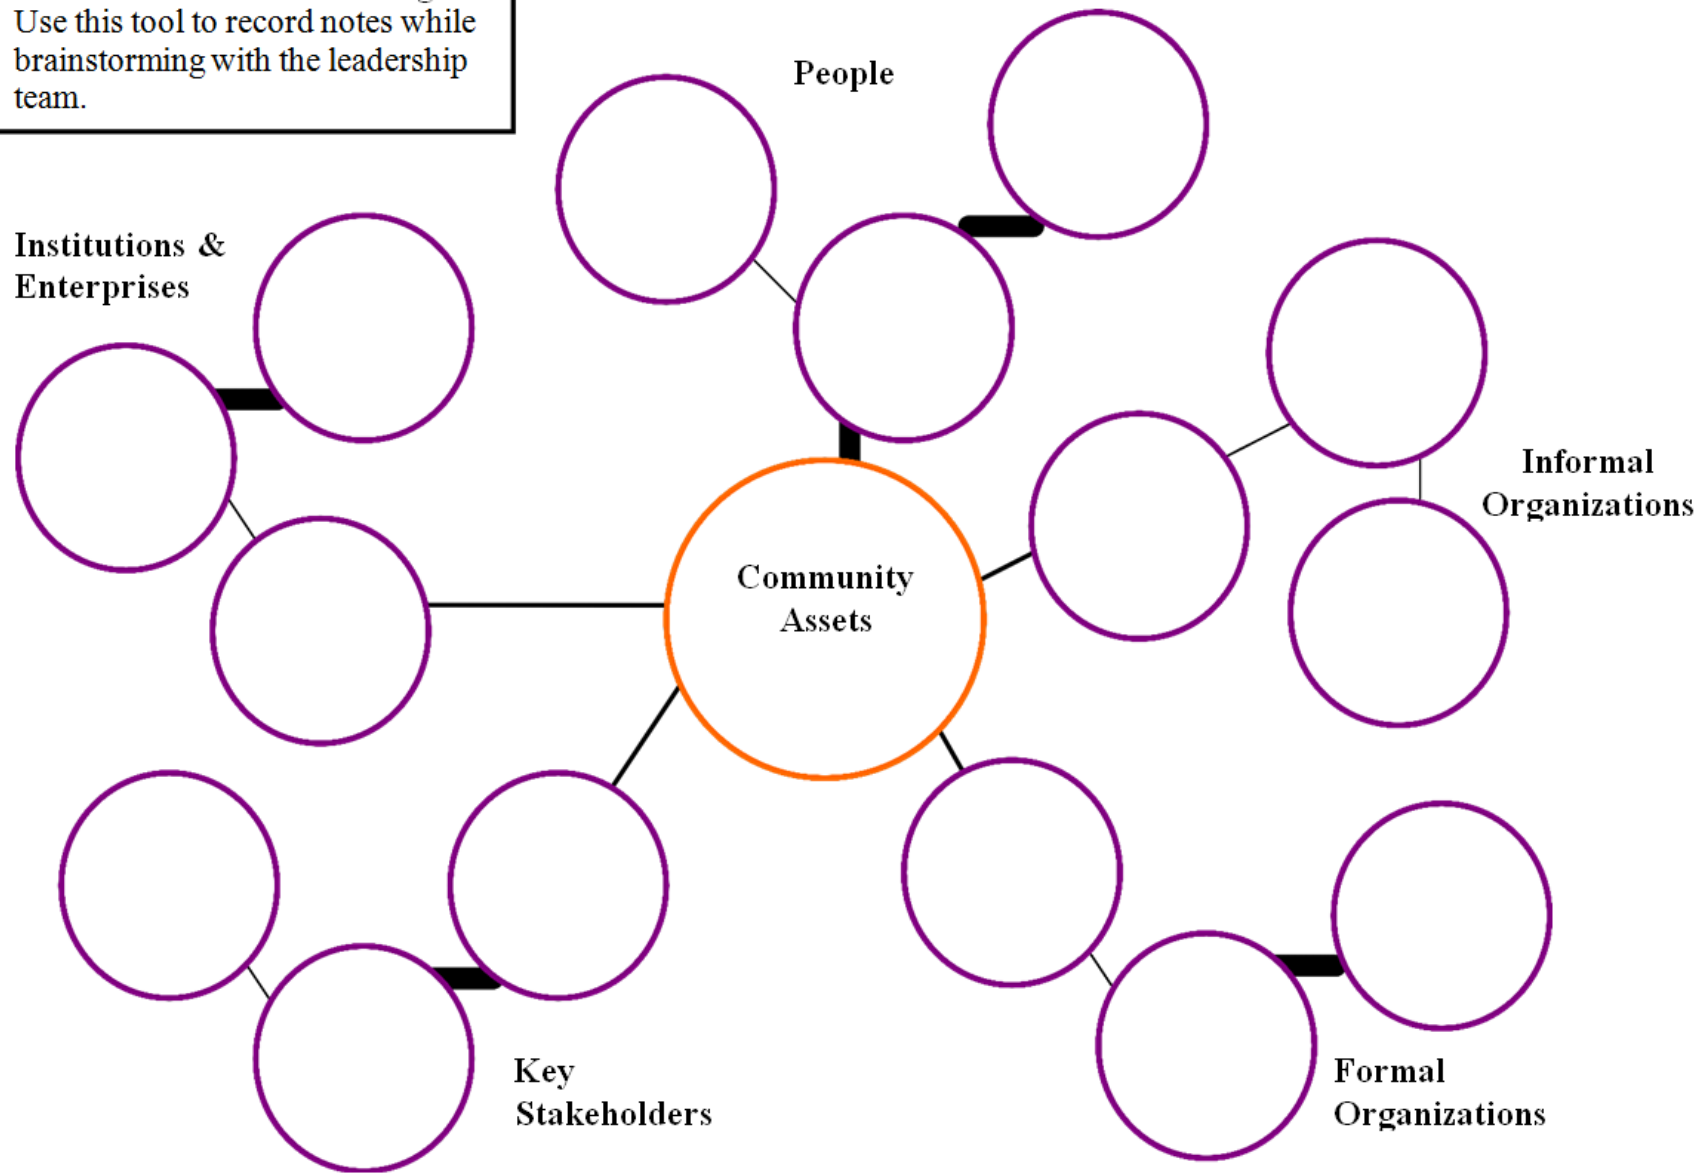 Use this tool to record notes while
brainstorming with the leadership
team.
People
Institutions &
Enterprises
Informal
Organizations
Community
Assets
Key
Stakeholders
Formal
Organizations